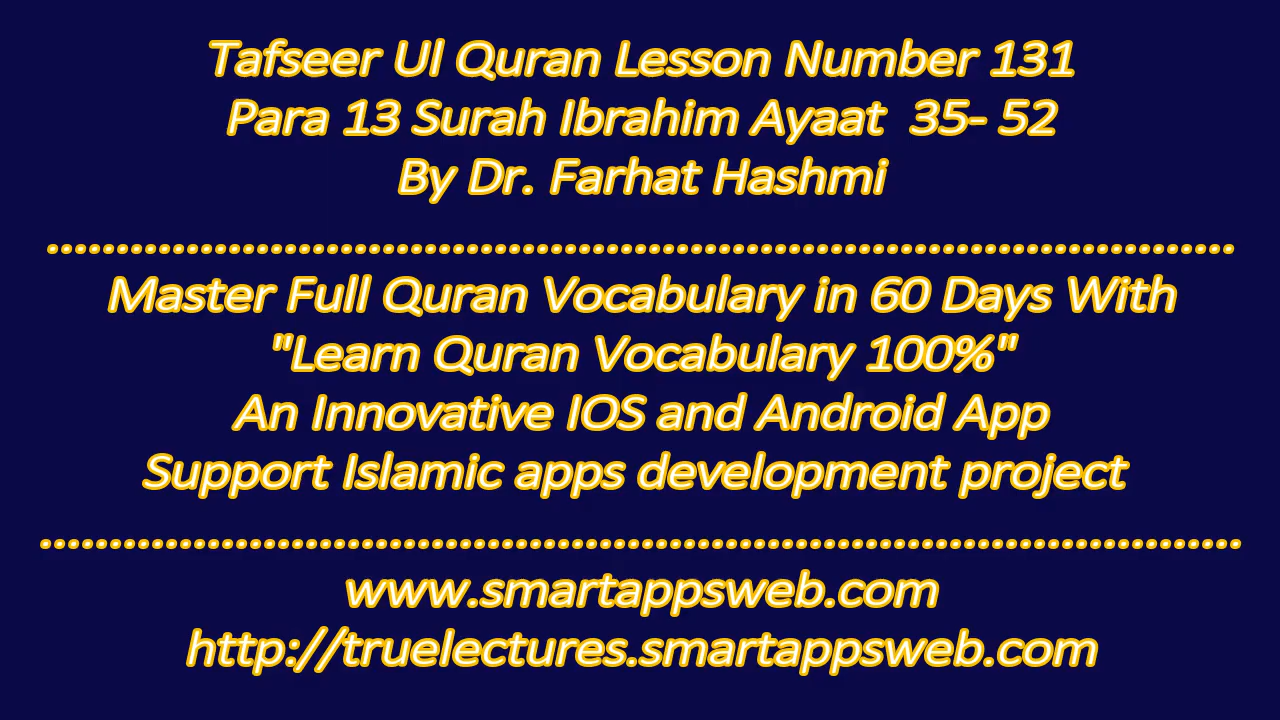 Tafseer Ul Quran Lesson Number 131
Para 13 Surah Ibrahim Ayaat  35- 52
By Dr. Farhat Hashmi
Master Full Quran Vocabulary in 60 Days With
"Learn Quran Vocabulary 100%"
An Innovative IOS and Android App
Support Islamic apps development project
www.smartappsweb.com
http://truelectures.smartappsweb.com